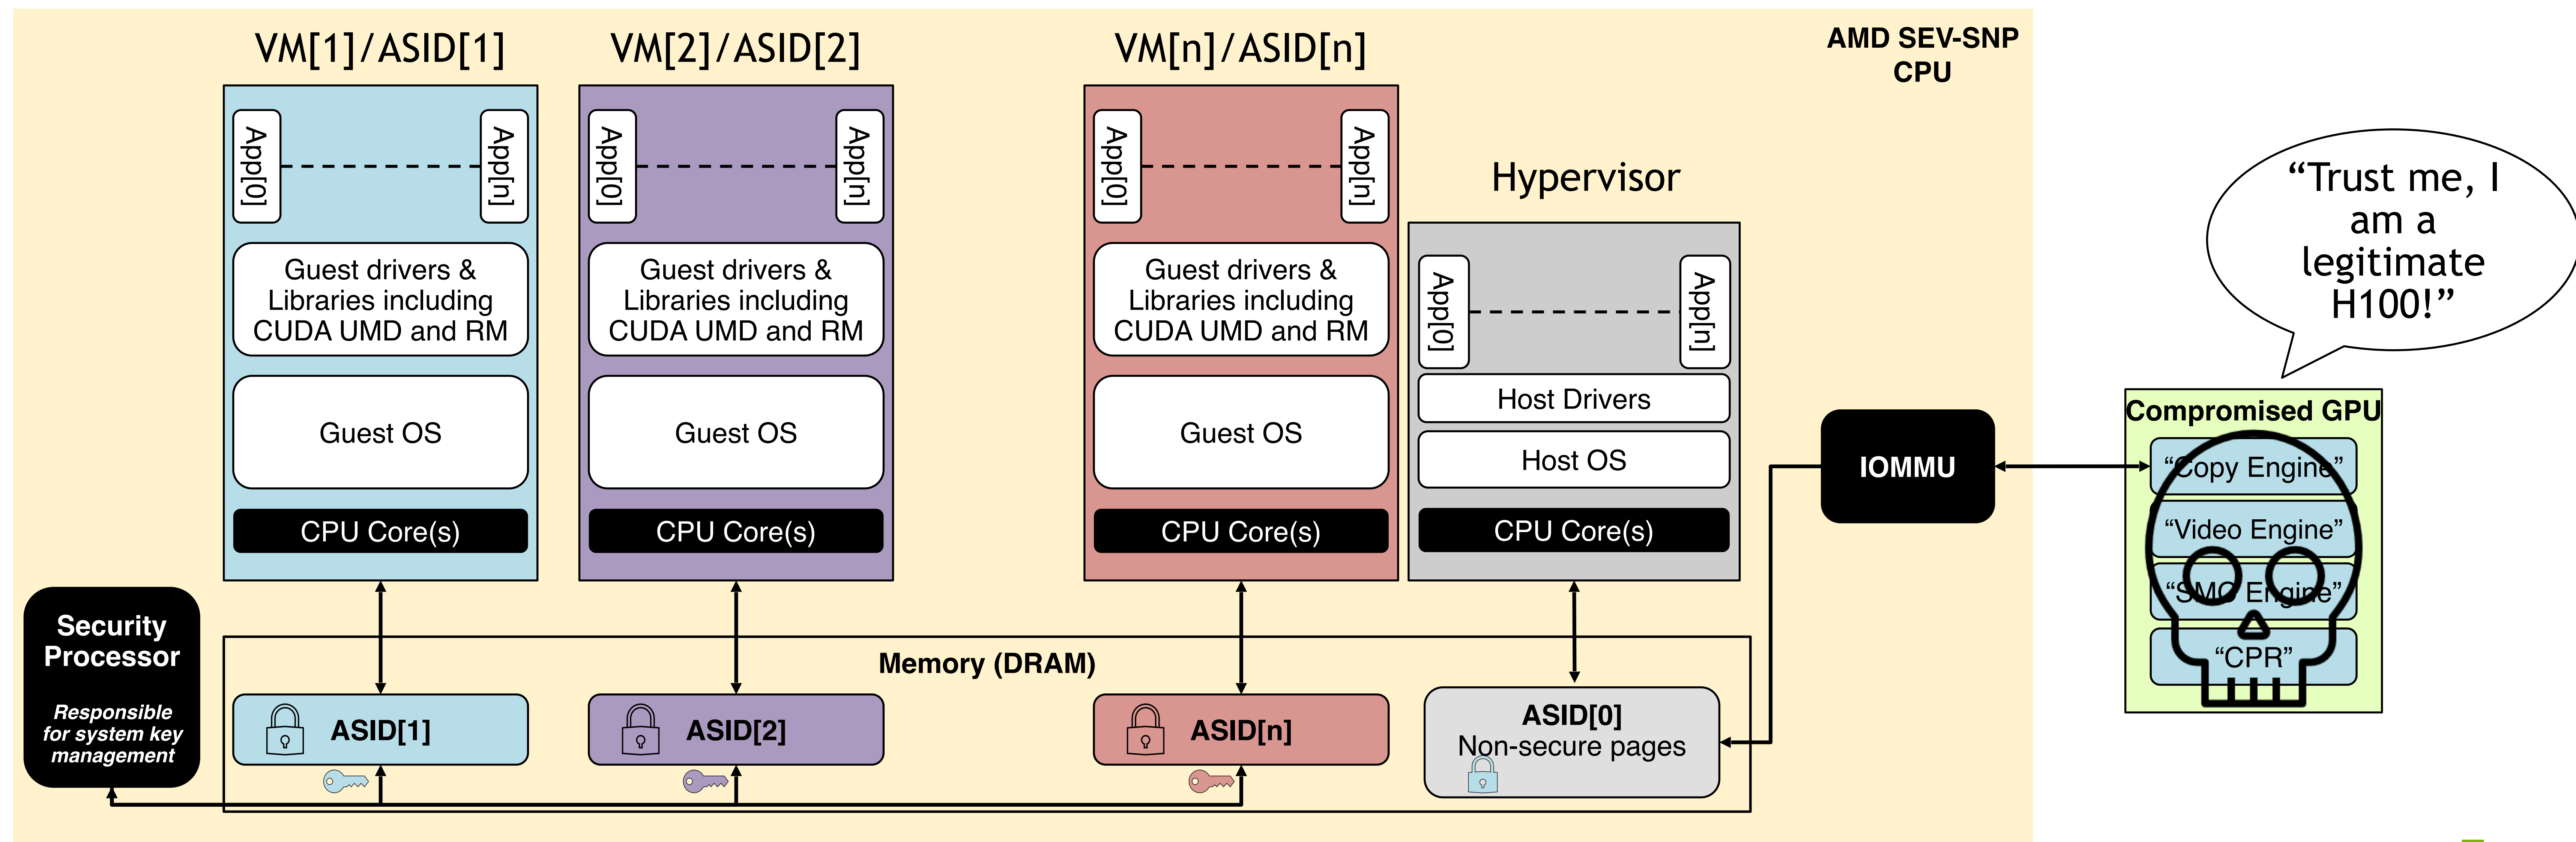 VM[1]/ASID[1]
App[0]
App[n]
Guest drivers &
Libraries including
CUDA UMD and RM
Guest OS
CPU Core(s)
VM[2]/ASID[2]
App[0]
App[n]
Guest drivers &
Libraries including
CUDA UMD and RM
Guest OS
CPU Core(s)
VM[n]/ASID[n]
App[0]
App[n]
Guest drivers &
Libraries including
CUDA UMD and RM
Guest OS
CPU Core(s)
Hypervisor
App[0]
App[n]
Host Drivers
Host OS
CPU Core(s)
AMD SEV-SNP
CPU
IOMMU
“Trust me, I
am a
legitimate
H100!”
Compromised GPU
“Copy Engine”
“Video Engine”
“SMC Engine”
“CPR”
Security
Processor
Responsible
for system key
management
Memory (DRAM)
ASID[1]
ASID[2]
ASID[n]
ASID[0]
Non-secure pages